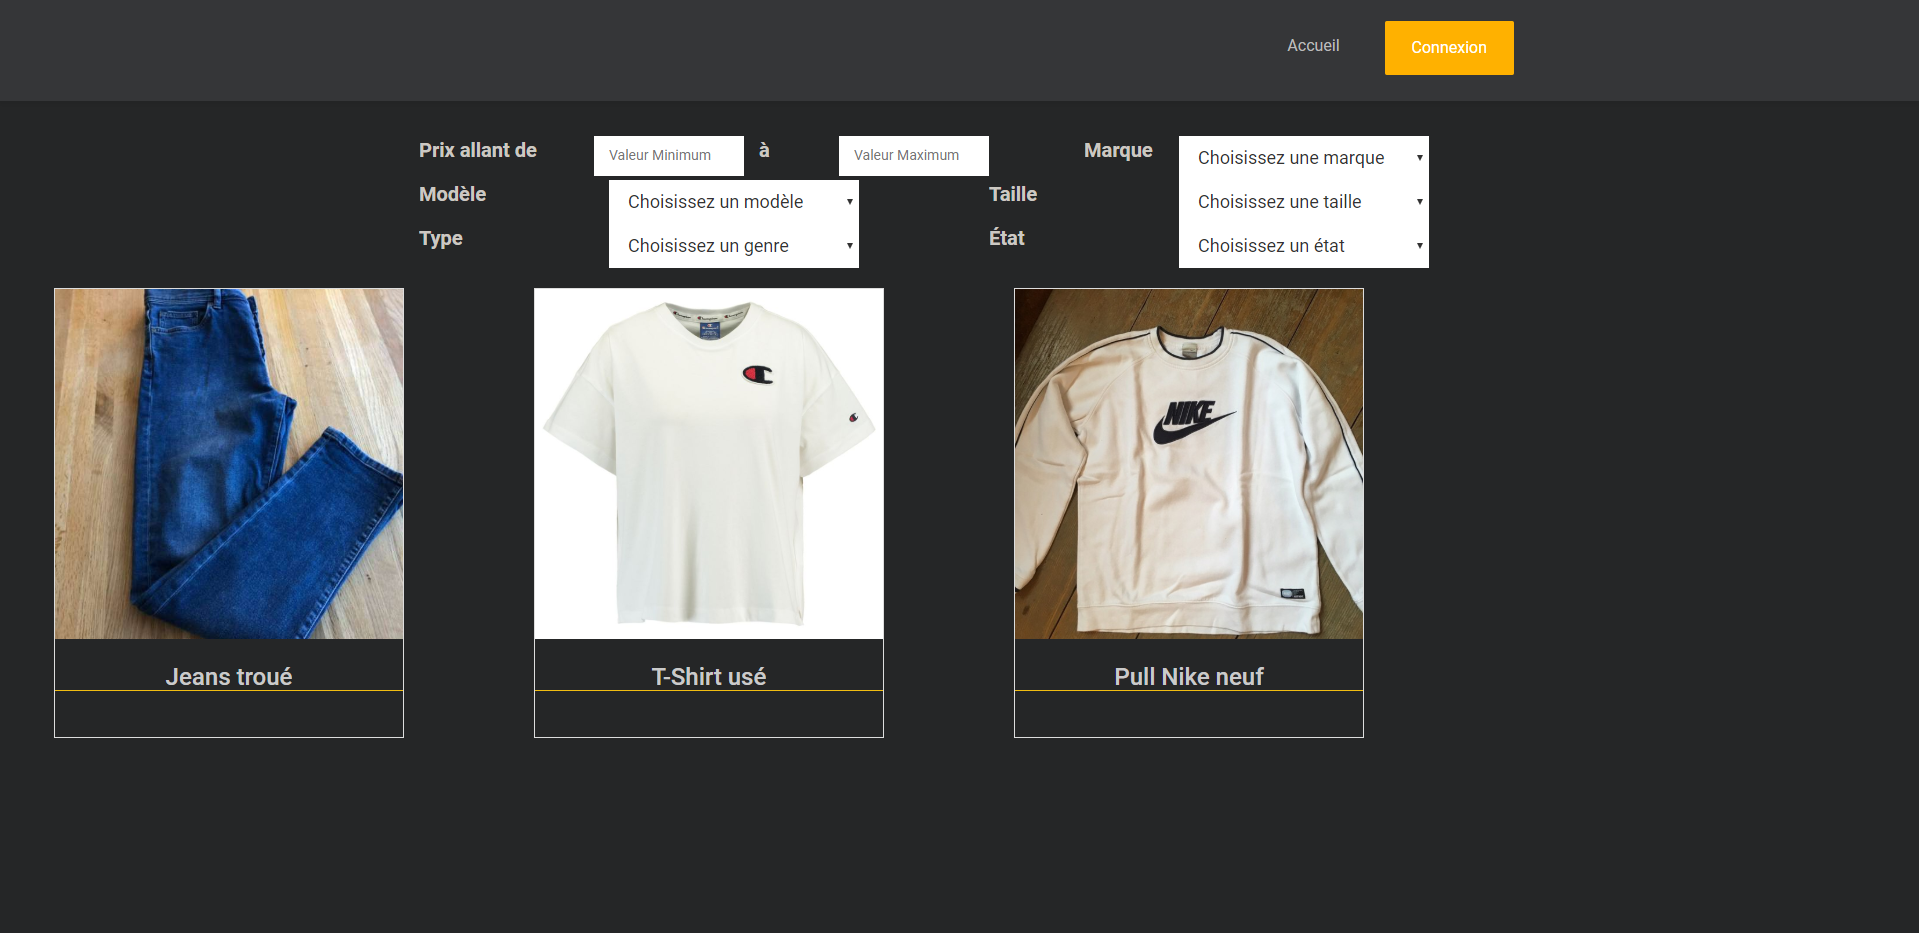 Accueil
Connexion
Prix allant de Valeur Minimum à Valeur Maximum Marque Choisissez une marque
Modèle Choisissez un modèle Taille Choisissez une taille
Type Choisissez un genre État Choisissez un état
NIKE
Jeans troué
T-Shirt usé
Pull Nike neuf